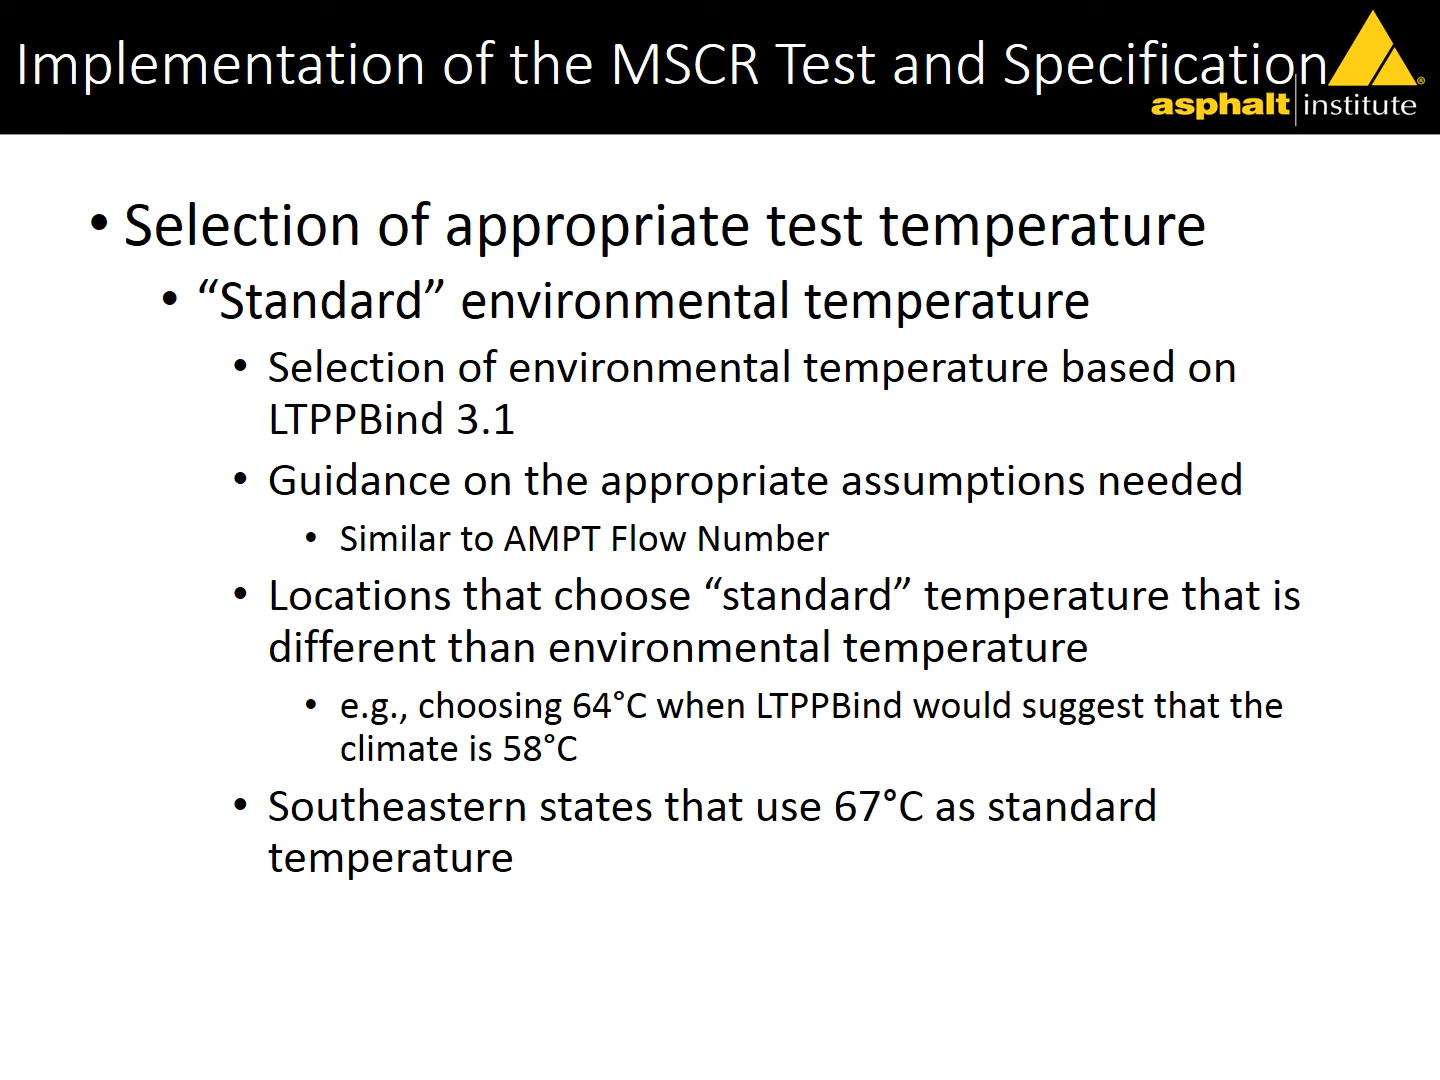 Implementation of the MSCR Test and Specification
asphalt institute
• Selection of appropriate test temperature
• “Standard” environmental temperature
• Selection of environmental temperature based on
LTPPBind 3.1
• Guidance on the appropriate assumptions needed
• Similar to AMPT Flow Number
• Locations that choose “standard” temperature that is
different than environmental temperature
• e.g., choosing 64°C when LTPPBind would suggest that the
climate is 58°C
• Southeastern states that use 67°C as standard
temperature